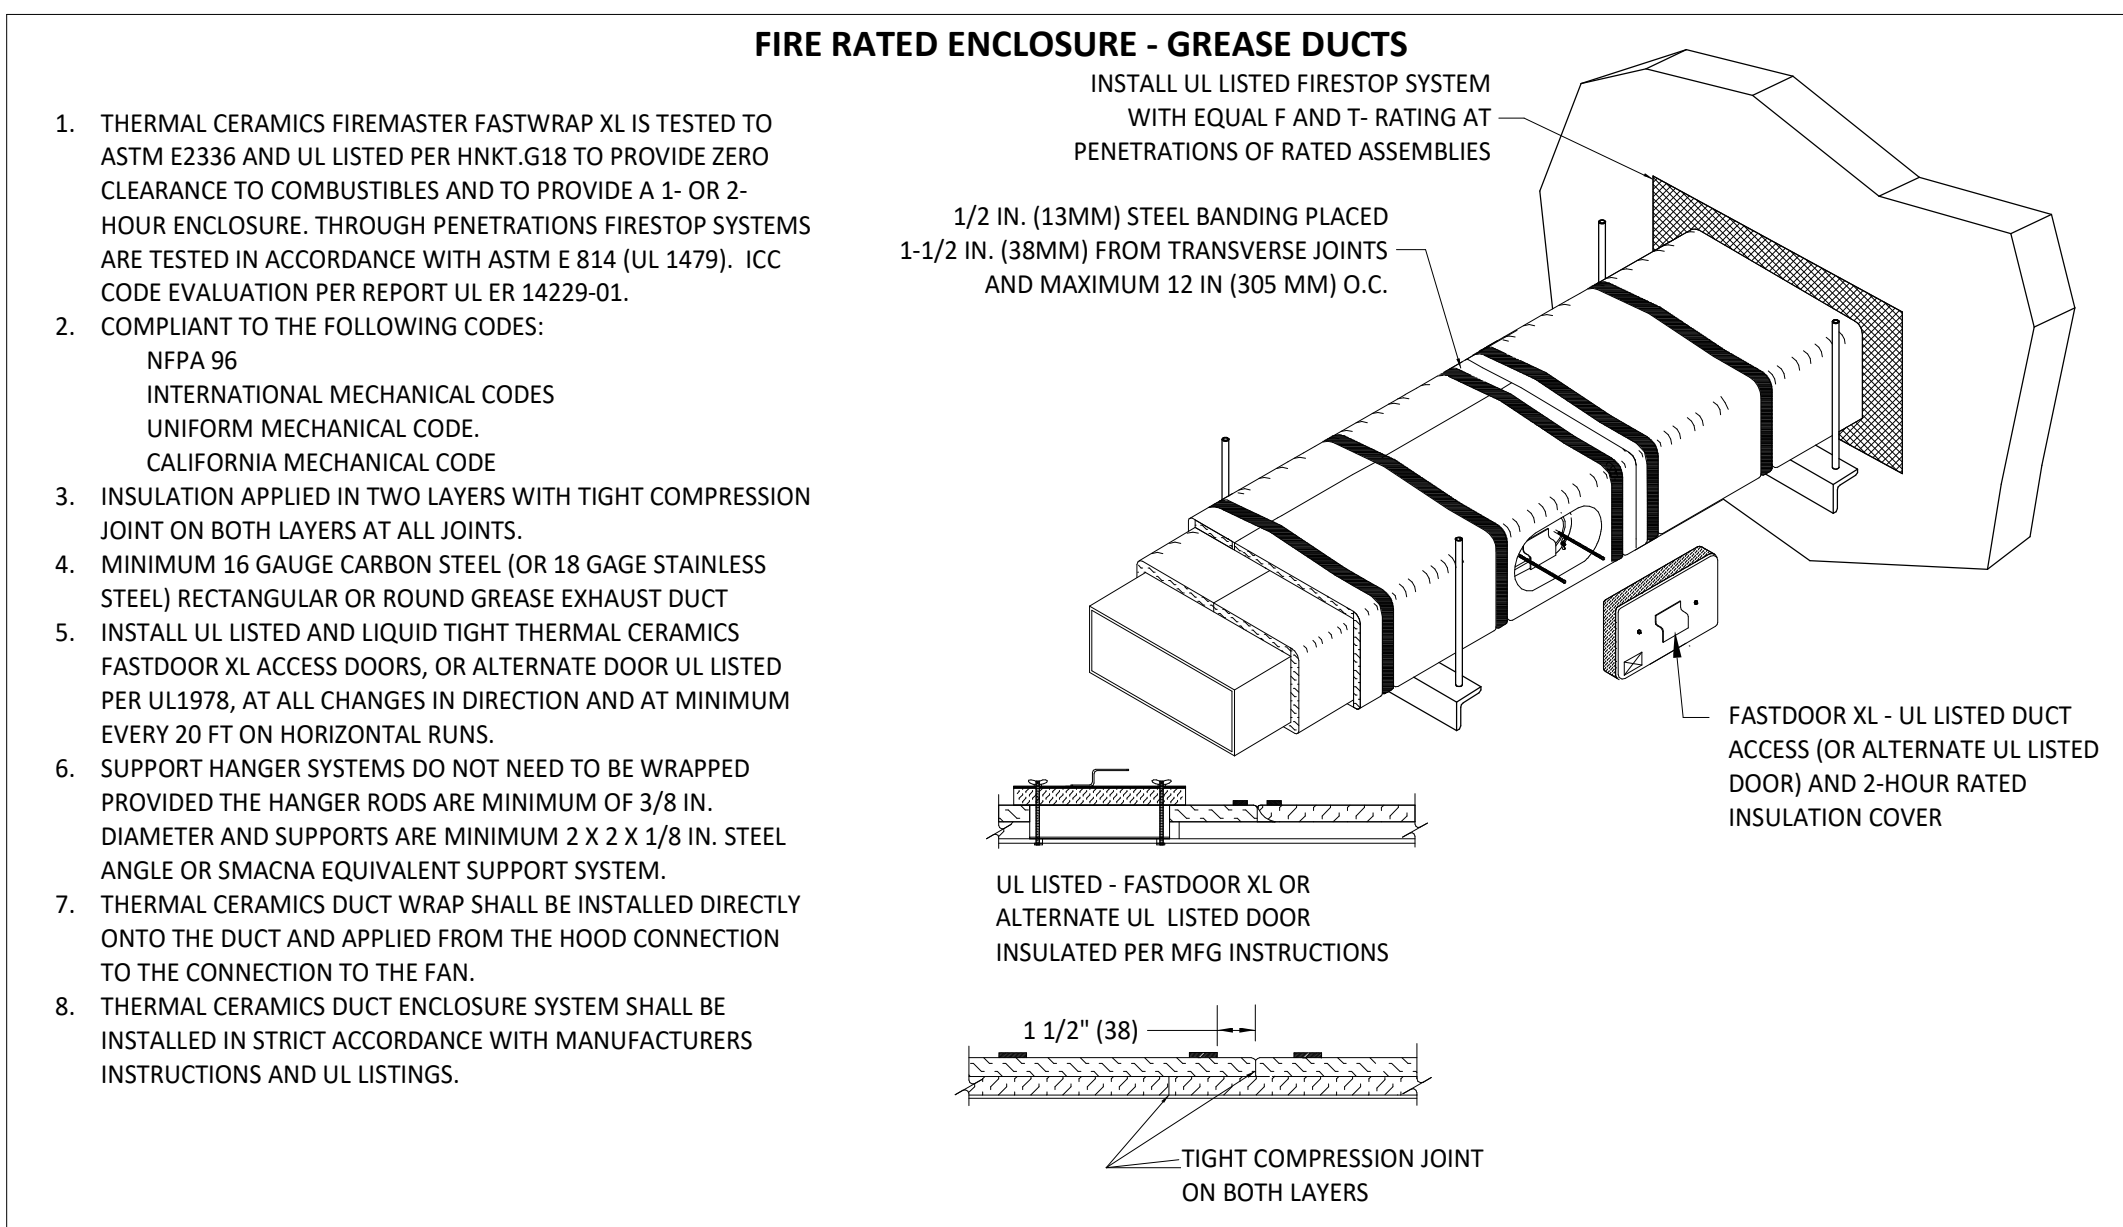 FIRE RATED ENCLOSURE - GREASE DUCTS
1. THERMAL CERAMICS FIREMASTER FASTWRAP XL IS TESTED TO
ASTM E2336 AND UL LISTED PER HNKT.G18 TO PROVIDE ZERO
CLEARANCE TO COMBUSTIBLES AND TO PROVIDE A 1- OR 2-
HOUR ENCLOSURE. THROUGH PENETRATIONS FIRESTOP SYSTEMS
ARE TESTED IN ACCORDANCE WITH ASTM E 814 (UL 1479). ICC
CODE EVALUATION PER REPORT UL ER 14229-01.
2. COMPLIANT TO THE FOLLOWING CODES:
NFPA 96
INTERNATIONAL MECHANICAL CODES
UNIFORM MECHANICAL CODE.
CALIFORNIA MECHANICAL CODE
3. INSULATION APPLIED IN TWO LAYERS WITH TIGHT COMPRESSION
JOINT ON BOTH LAYERS AT ALL JOINTS.
4. MINIMUM 16 GAUGE CARBON STEEL (OR 18 GAGE STAINLESS
STEEL) RECTANGULAR OR ROUND GREASE EXHAUST DUCT
5. INSTALL UL LISTED AND LIQUID TIGHT THERMAL CERAMICS
FASTDOOR XL ACCESS DOORS, OR ALTERNATE DOOR UL LISTED
PER UL1978, AT ALL CHANGES IN DIRECTION AND AT MINIMUM
EVERY 20 FT ON HORIZONTAL RUNS.
6. SUPPORT HANGER SYSTEMS DO NOT NEED TO BE WRAPPED
PROVIDED THE HANGER RODS ARE MINIMUM OF 3/8 IN.
DIAMETER AND SUPPORTS ARE MINIMUM 2 X 2 X 1/8 IN. STEEL
ANGLE OR SMACNA EQUIVALENT SUPPORT SYSTEM.
7. THERMAL CERAMICS DUCT WRAP SHALL BE INSTALLED DIRECTLY
ONTO THE DUCT AND APPLIED FROM THE HOOD CONNECTION
TO THE CONNECTION TO THE FAN.
8. THERMAL CERAMICS DUCT ENCLOSURE SYSTEM SHALL BE
INSTALLED IN STRICT ACCORDANCE WITH MANUFACTURERS
INSTRUCTIONS AND UL LISTINGS.
INSTALL UL LISTED FIRESTOP SYSTEM
WITH EQUAL F AND T- RATING AT
PENETRATIONS OF RATED ASSEMBLIES
1/2 IN. (13MM) STEEL BANDING PLACED
1-1/2 IN. (38MM) FROM TRANSVERSE JOINTS
AND MAXIMUM 12 IN (305 MM) O.C.
FASTDOOR XL - UL LISTED DUCT
ACCESS (OR ALTERNATE UL LISTED
DOOR) AND 2-HOUR RATED
INSULATION COVER
UL LISTED - FASTDOOR XL OR
ALTERNATE UL LISTED DOOR
INSULATED PER MFG INSTRUCTIONS
1 1/2" (38)
TIGHT COMPRESSION JOINT
ON BOTH LAYERS